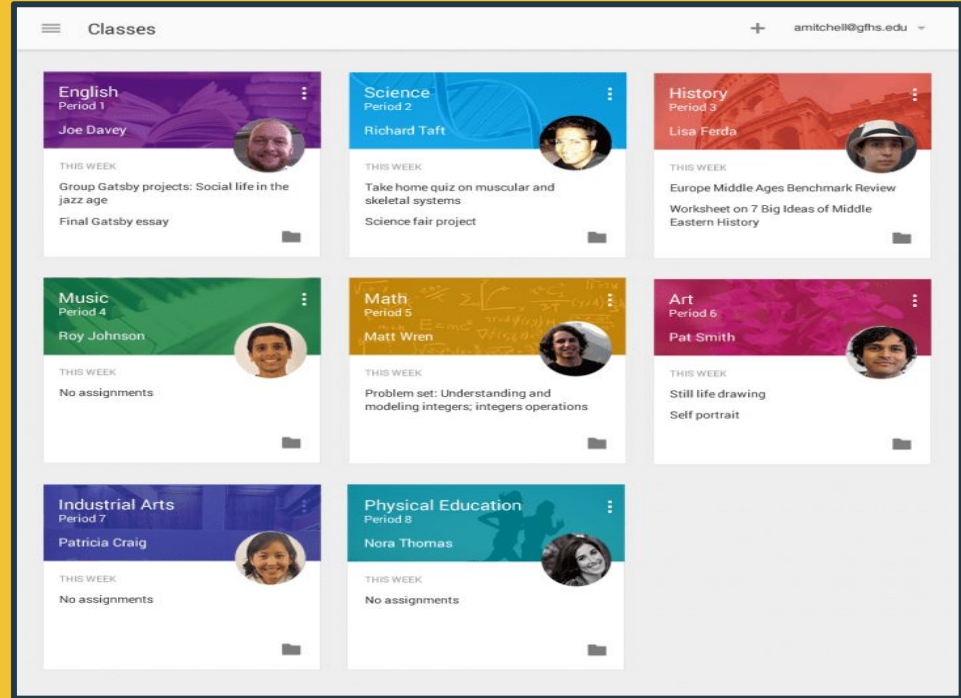 Classes
+ amitchell@gfhs.edu
English
Period 1
Joe Davey
THIS WEEK
Group Gatsby projects: Social life in the
jazz age
Final Gatsby essay
Science
Period 2
Richard Taft
THIS WEEK
Take home quiz on muscular and
skeletal systems
Science fair project
History
Period 3
Lisa Ferda
THIS WEEK
Europe Middle Ages Benchmark Review
Worksheet on 7 Big Ideas of Middle
Eastern History
Music
Period 4
Roy Johnson
THIS WEEK
No assignments
Math
Period 5
Matt Wren
E=mc²
THIS WEEK
Problem set: Understanding and
modeling integers; integers operations
Art
Period 6
Pat Smith
THIS WEEK
Still life drawing
Self portrait
Industrial Arts
Period 7
Patricia Craig
THIS WEEK
No assignments
Physical Education
Period 8
Nora Thomas
THIS WEEK
No assignments